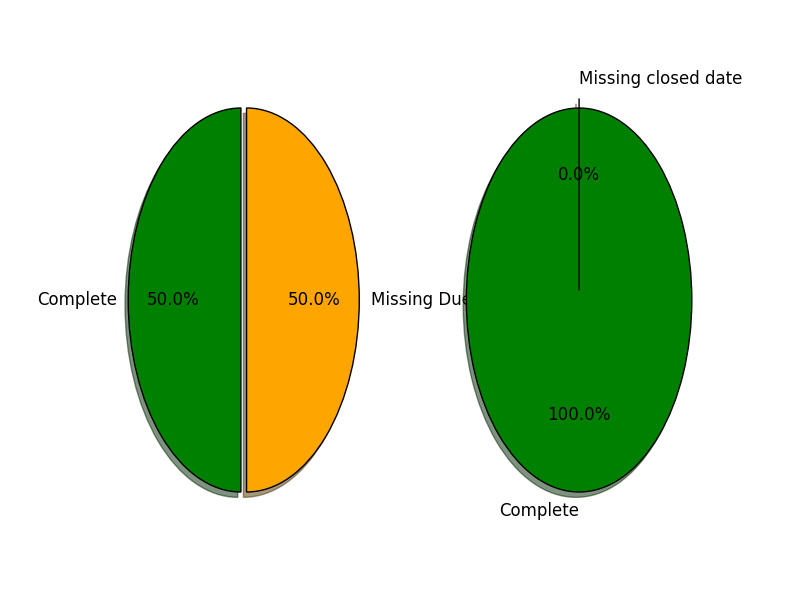 Complete
50.0%
50.0%
Missing Due
Missing closed date
0.0%
100.0%
Complete